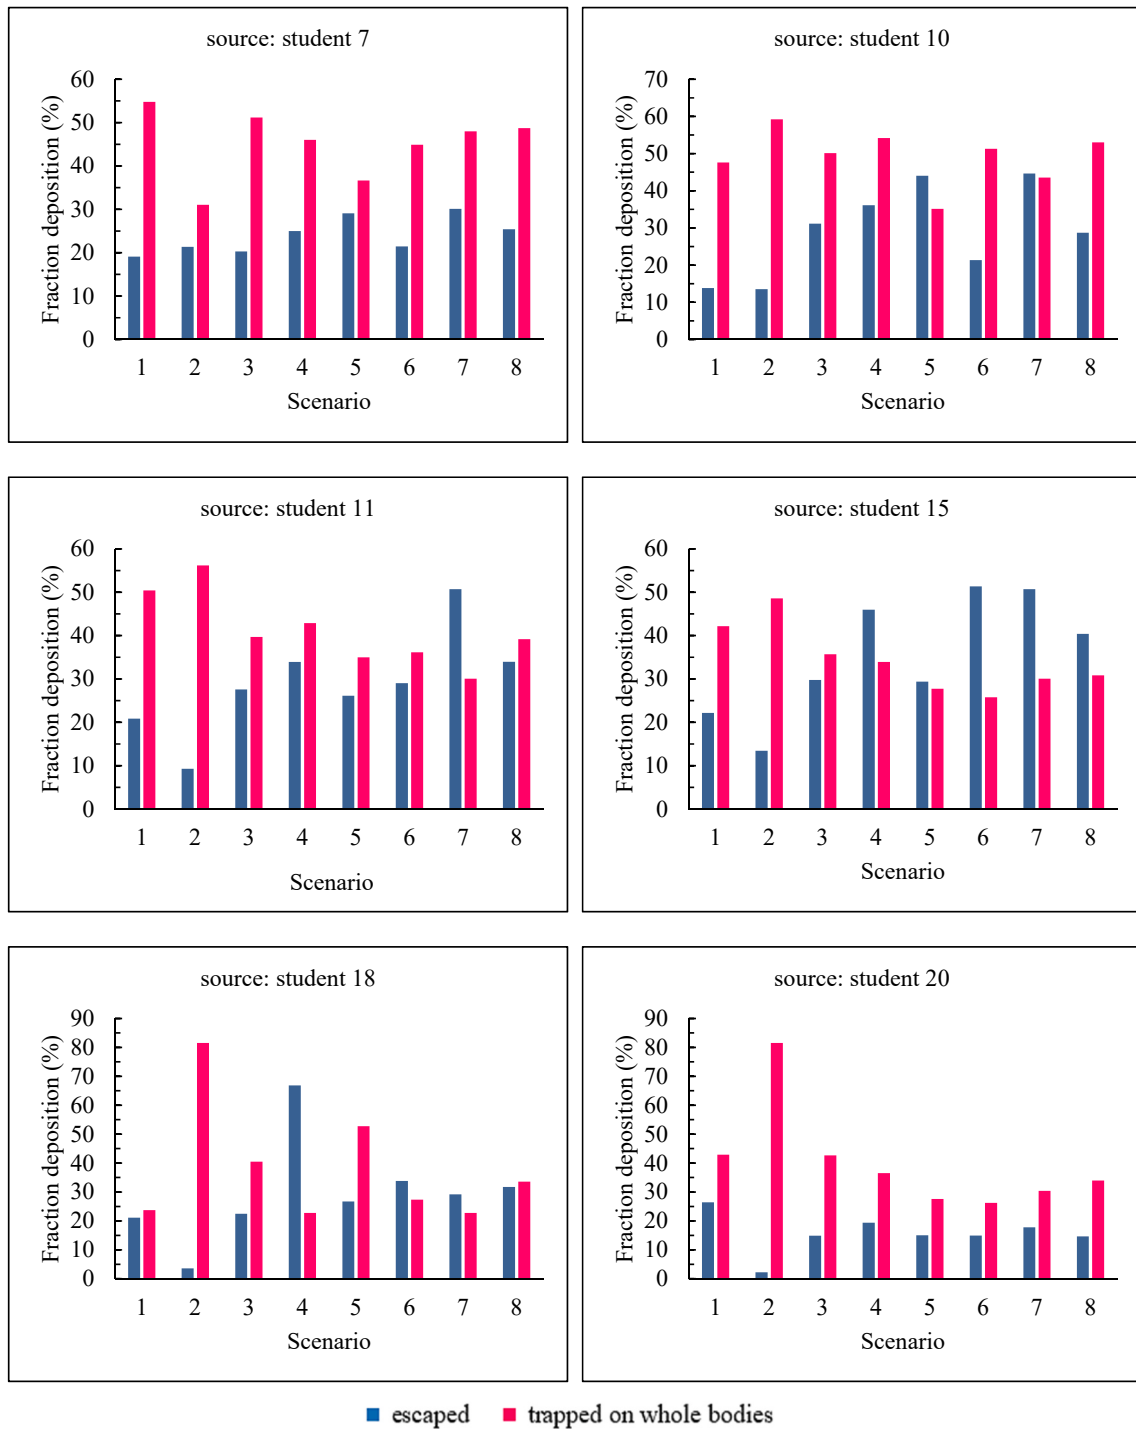 source: student 7
Fraction deposition (%)
60
50
40
30
20
10
0
1 2 3 4 5 6 7 8
Scenario
source: student 10
Fraction deposition (%)
70
60
50
40
30
20
10
0
1 2 3 4 5 6 7 8
Scenario
source: student 11
Fraction deposition (%)
60
50
40
30
20
10
0
1 2 3 4 5 6 7 8
Scenario
source: student 15
Fraction deposition (%)
60
50
40
30
20
10
0
1 2 3 4 5 6 7 8
Scenario
source: student 18
Fraction deposition (%)
90
80
70
60
50
40
30
20
10
0
1 2 3 4 5 6 7 8
Scenario
source: student 20
Fraction deposition (%)
90
80
70
60
50
40
30
20
10
0
1 2 3 4 5 6 7 8
Scenario
escaped trapped on whole bodies